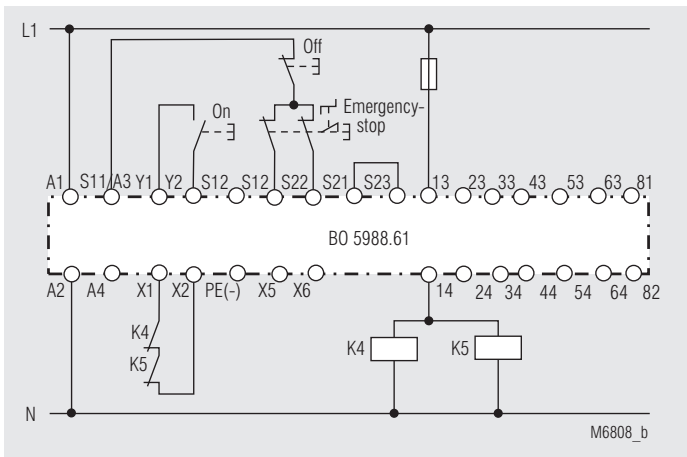 L1
Off
On
Emergency-
stop
A1 S11/A3 Y1 Y2 S12 S12 S22 S21 S23 13 23 33 43 53 63 81
BO 5988.61
A2 A4 X1 X2 PE(-) X5 X6 14 24 34 44 54 64 82
K4
K5
K4 K5
N
M6808_b